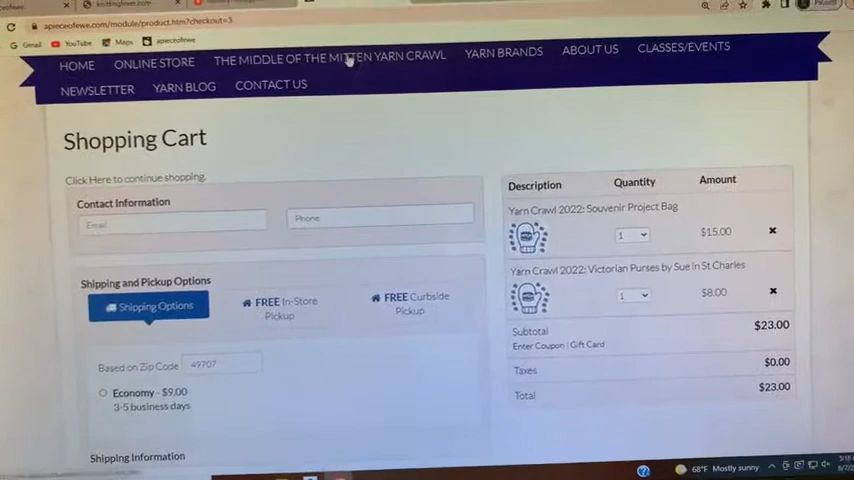 knittingfever.com
apieceofewe.com/module/product.htm?checkout=3
Gmail YouTube Maps apieceofewe
HOME ONLINE STORE THE MIDDLE OF THE MITTEN YARN CRAWL YARN BRANDS ABOUT US CLASSES/EVENTS
NEWSLETTER YARN BLOG CONTACT US
Shopping Cart
Click Here to continue shopping.
Contact Information
Email Phone
Shipping and Pickup Options
Shipping Options
FREE In-Store
Pickup
FREE Curbside
Pickup
Based on Zip Code 49707
Economy - $9.00
3-5 business days
Shipping Information
Description Quantity Amount
Yarn Crawl 2022: Souvenir Project Bag
1 $15.00
Yarn Crawl 2022: Victorian Purses by Sue in St Charles
1 $8.00
Subtotal $23.00
Enter Coupon | Gift Card
Taxes $0.00
Total $23.00
68°F Mostly sunny